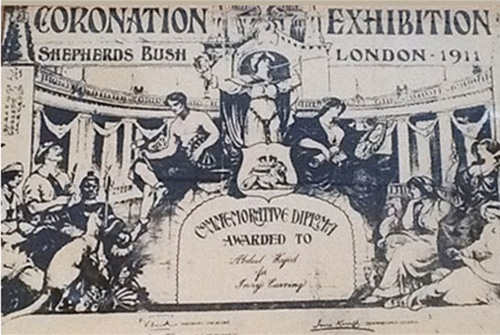 CORONATION EXHIBITION
SHEPHERDS BUSH LONDON · 1911
COMMEMORATIVE DIPLOMA
AWARDED TO
Abdul
for
Ivory Carving